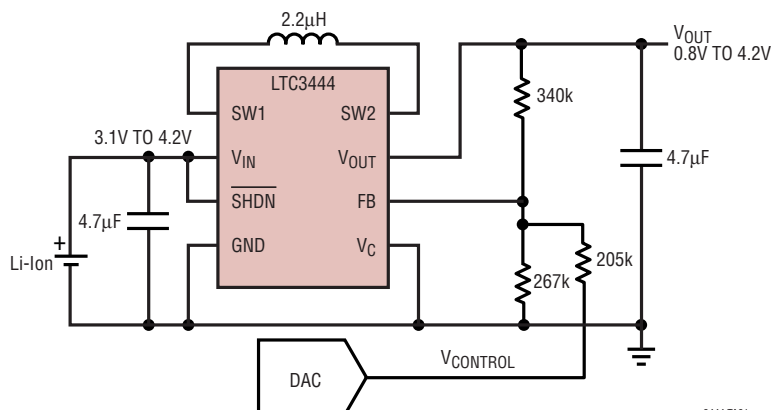 2.2µH
LTC3444
SW1
SW2
VIN
VOUT
SHDN
FB
GND
VC
3.1V TO 4.2V
4.7µF
+
Li-Ion
VOUT
0.8V TO 4.2V
340k
4.7µF
267k
205k
VCONTROL
DAC